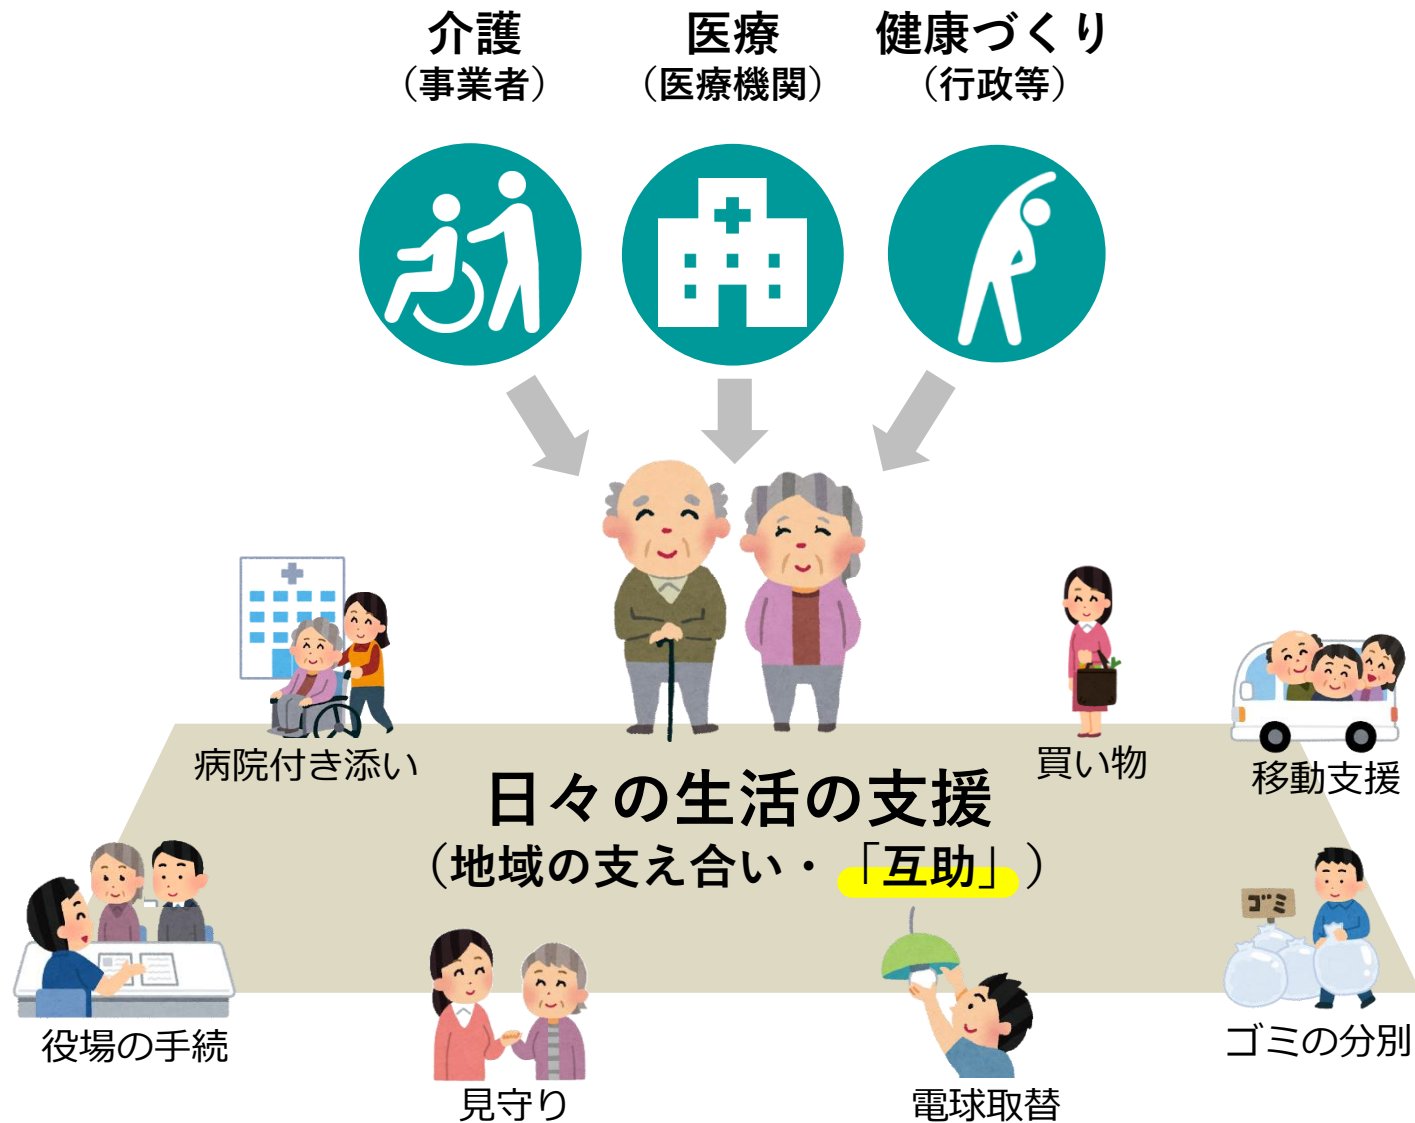 介護
（事業者）
医療
（医療機関）
健康づくり
（行政等）
病院付き添い
買い物
移動支援
日々の生活の支援
（地域の支え合い・「互助」）
ゴミ
役場の手続
見守り
電球取替
ゴミの分別